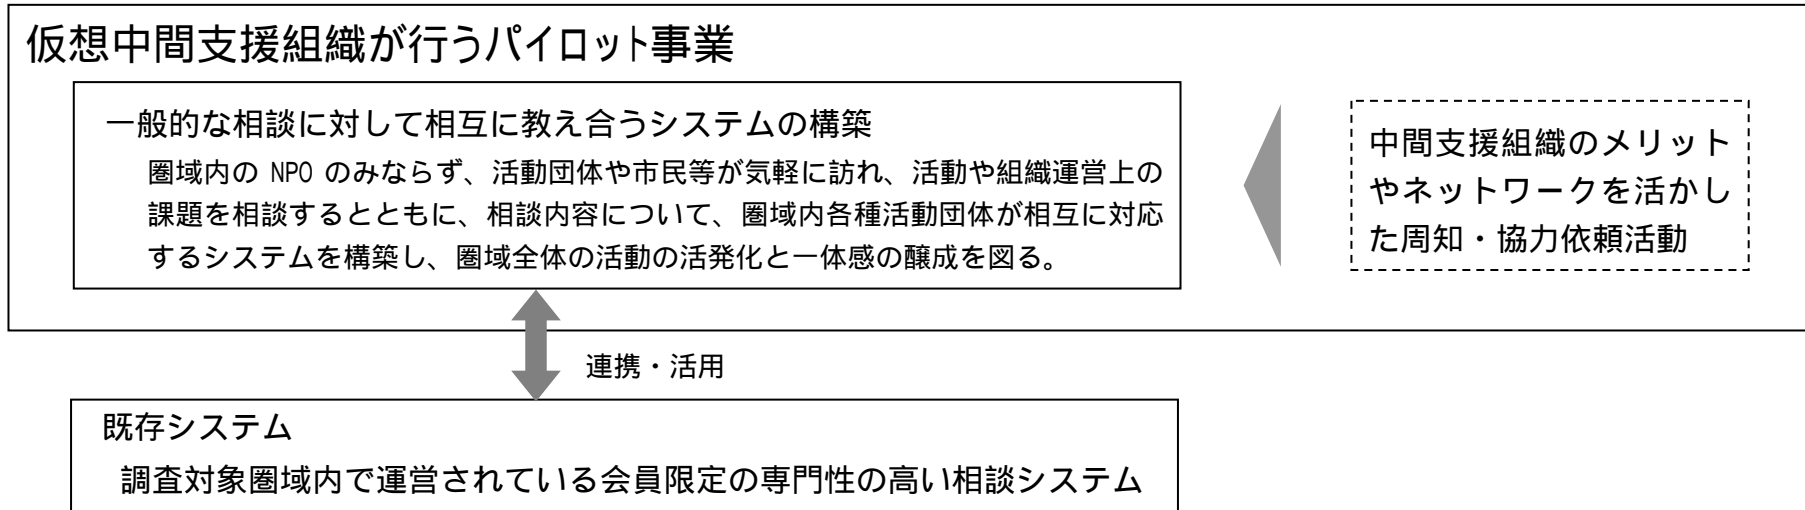 仮想中間支援組織が行うパイロット事業
一般的な相談に対して相互に教え合うシステムの構築
圏域内の NPO のみならず、活動団体や市民等が気軽に訪れ、活動や組織運営上の
課題を相談するとともに、相談内容について、圏域内各種活動団体が相互に対応
するシステムを構築し、圏域全体の活動の活発化と一体感の醸成を図る。
中間支援組織のメリット
やネットワークを活かし
た周知・協力依頼活動
連携・活用
既存システム
調査対象圏域内で運営されている会員限定の専門性の高い相談システム